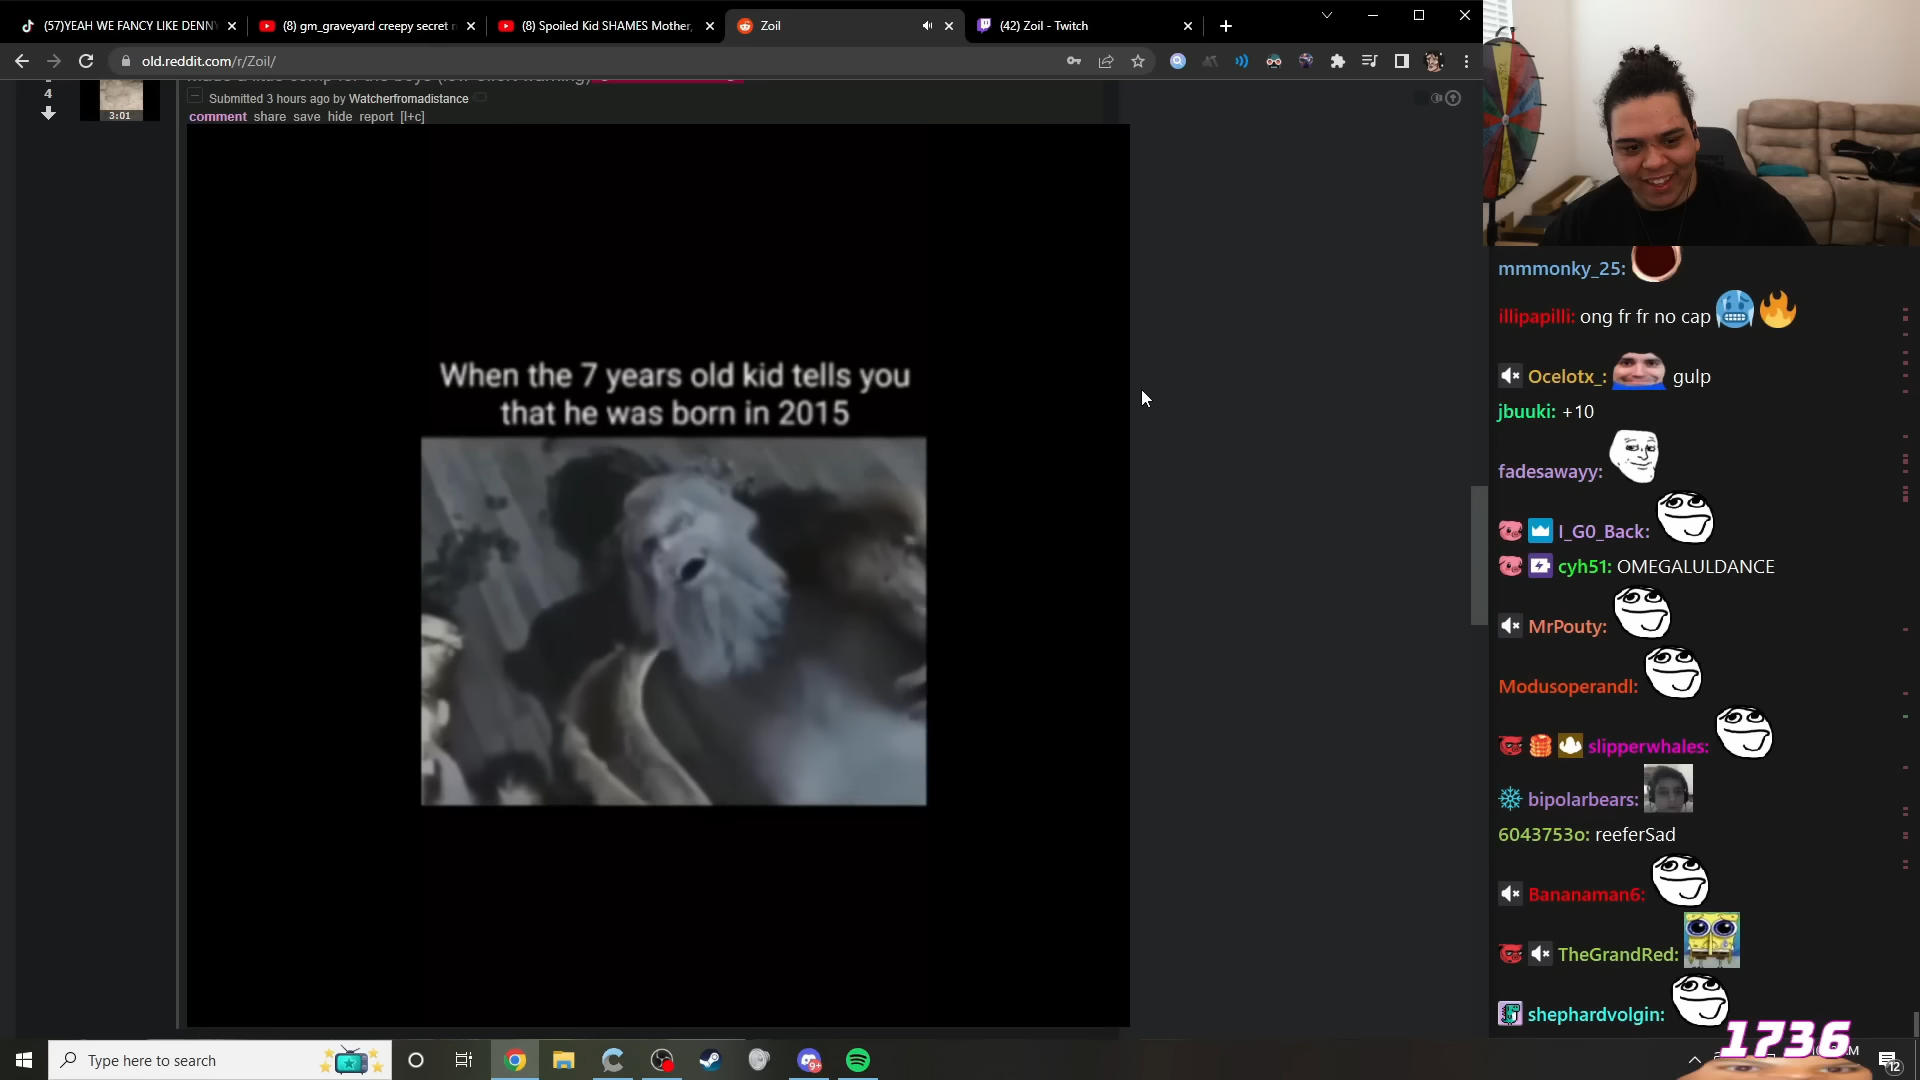 (57)YEAH WE FANCY LIKE DENN
(8) gm_graveyard creepy secret
(8) Spoiled Kid SHAMES Mother,
Zoil
(42) Zoil - Twitch
old.reddit.com/r/Zoil/
4
3:01
Submitted 3 hours ago by Watcherfromadistance
comment share save hide report [l+c]
When the 7 years old kid tells you
that he was born in 2015
mmmonky_25:
illipapilli: ong fr fr no cap
Ocelotx_: gulp
jbuuki: +10
fadesawayy:
I_G0_Back:
cyh51: OMEGALULDANCE
MrPouty:
Modusoperandl:
slipperwhales:
bipolarbears:
6043753o: reeferSad
Bananaman6:
TheGrandRed:
shephardvolgin:
1736
Type here to search
9+
12